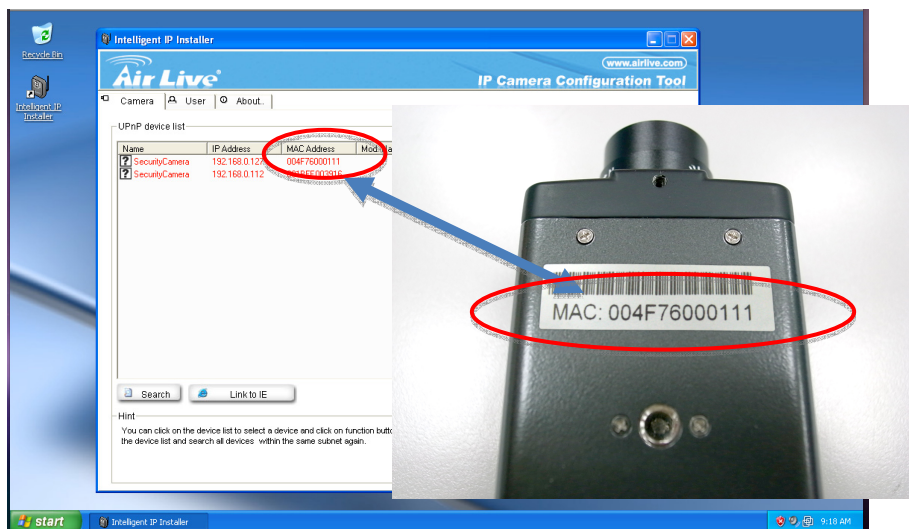 Recycle Bin
Intelligent IP
Installer
Intelligent IP Installer
Air Live
www.airlive.com
IP Camera Configuration Tool
Camera User About..
UPnP device list
Name IP Address MAC Address
SecurityCamera 192.168.0.127 004F76000111
SecurityCamera 192.168.0.112
MAC: 004F76000111
Search Link to IE
Hint
You can click on the device list to select a device and click on function
the device list and search all devices within the same subnet again.
start Intelligent IP Installer 9:18 AM